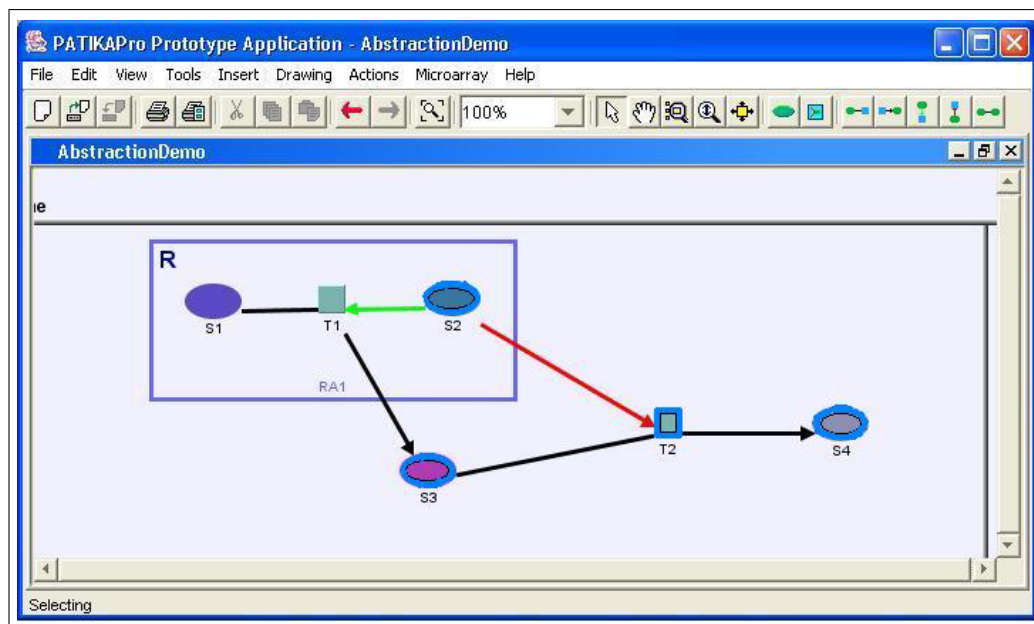 PATIKAPro Prototype Application - AbstractionDemo
File Edit View Tools Insert Drawing Actions Microarray Help
100%
AbstractionDemo
ne
R
S1 T1 S2
RA1
T2 S4
S3
Selecting